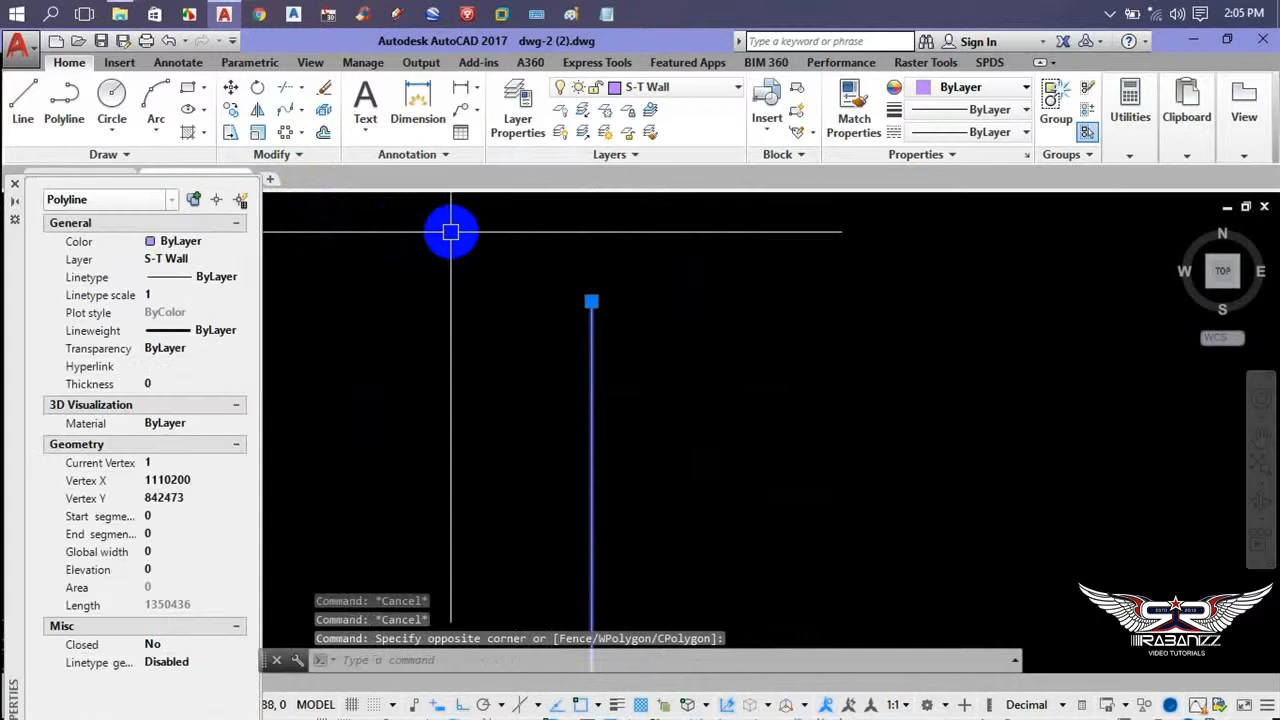 2:05 PM
Autodesk AutoCAD 2017 dwg-2 (2).dwg
Type a keyword or phrase
Sign In
Home Insert Annotate Parametric View Manage Output Add-ins A360 Express Tools Featured Apps BIM 360 Performance Raster Tools SPDS
S-T Wall
ByLayer
ByLayer
ByLayer
Line Polyline Circle Arc Text Dimension Layer Properties Insert Match Properties Group Utilities Clipboard View
Draw Modify Annotation Layers Block Properties Groups
Polyline
General
Color ByLayer
Layer S-T Wall
Linetype ByLayer
Linetype scale 1
Plot style ByColor
Lineweight ByLayer
Transparency ByLayer
Hyperlink
Thickness 0
3D Visualization
Material ByLayer
Geometry
Current Vertex 1
Vertex X 1110200
Vertex Y 842473
Start segme... 0
End segmen... 0
Global width 0
Elevation 0
Area 0
Length 1350436
Misc
Closed No
Linetype ge... Disabled
N
W TOP E
S
WCS
Command: *Cancel*
Command: *Cancel*
Command: Specify opposite corner or [Fence/WPolygon/CPolygon]:
Type a command
ESTD 2013
RABANIZZ
VIDEO TUTORIALS
88, 0 MODEL 1:1 Decimal